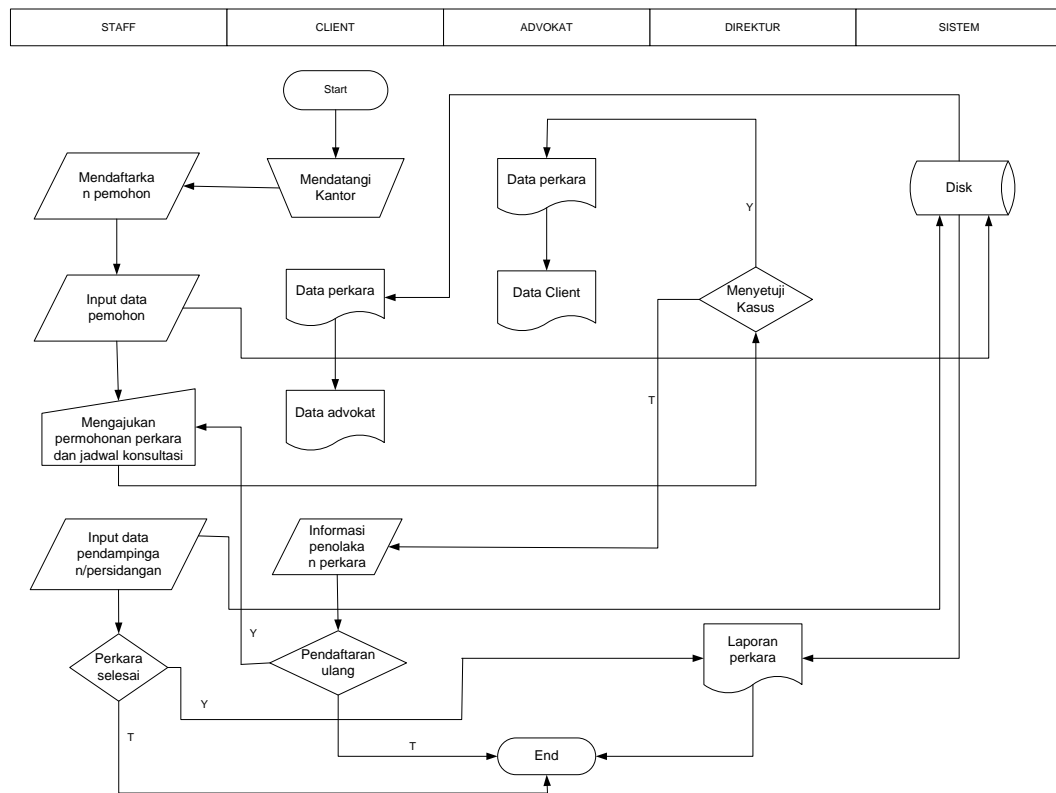 STAFF
CLIENT
ADVOKAT
DIREKTUR
SISTEM
Start
Mendaftarka
n pemohon
Mendatangi
Kantor
Data perkara
Disk
Y
Input data
pemohon
Data perkara
Data Client
Menyetuji
Kasus
T
Data advokat
Mengajukan
permohonan perkara
dan jadwal konsultasi
Input data
pendampinga
n/persidangan
Informasi
penolaka
n perkara
Y
Perkara
selesai
Pendaftaran
ulang
Laporan
perkara
Y
T
T
End